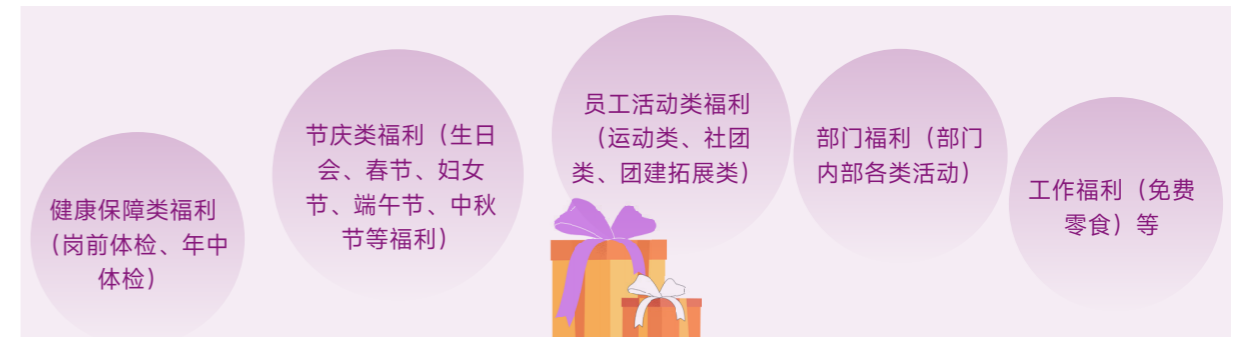 健康保障类福利
（岗前体检、年中
体检）
节庆类福利（生日
会、春节、妇女
节、端午节、中秋
节等福利）
员工活动类福利
（运动类、社团
类、团建拓展类）
部门福利（部门
内部各类活动）
工作福利（免费
零食）等